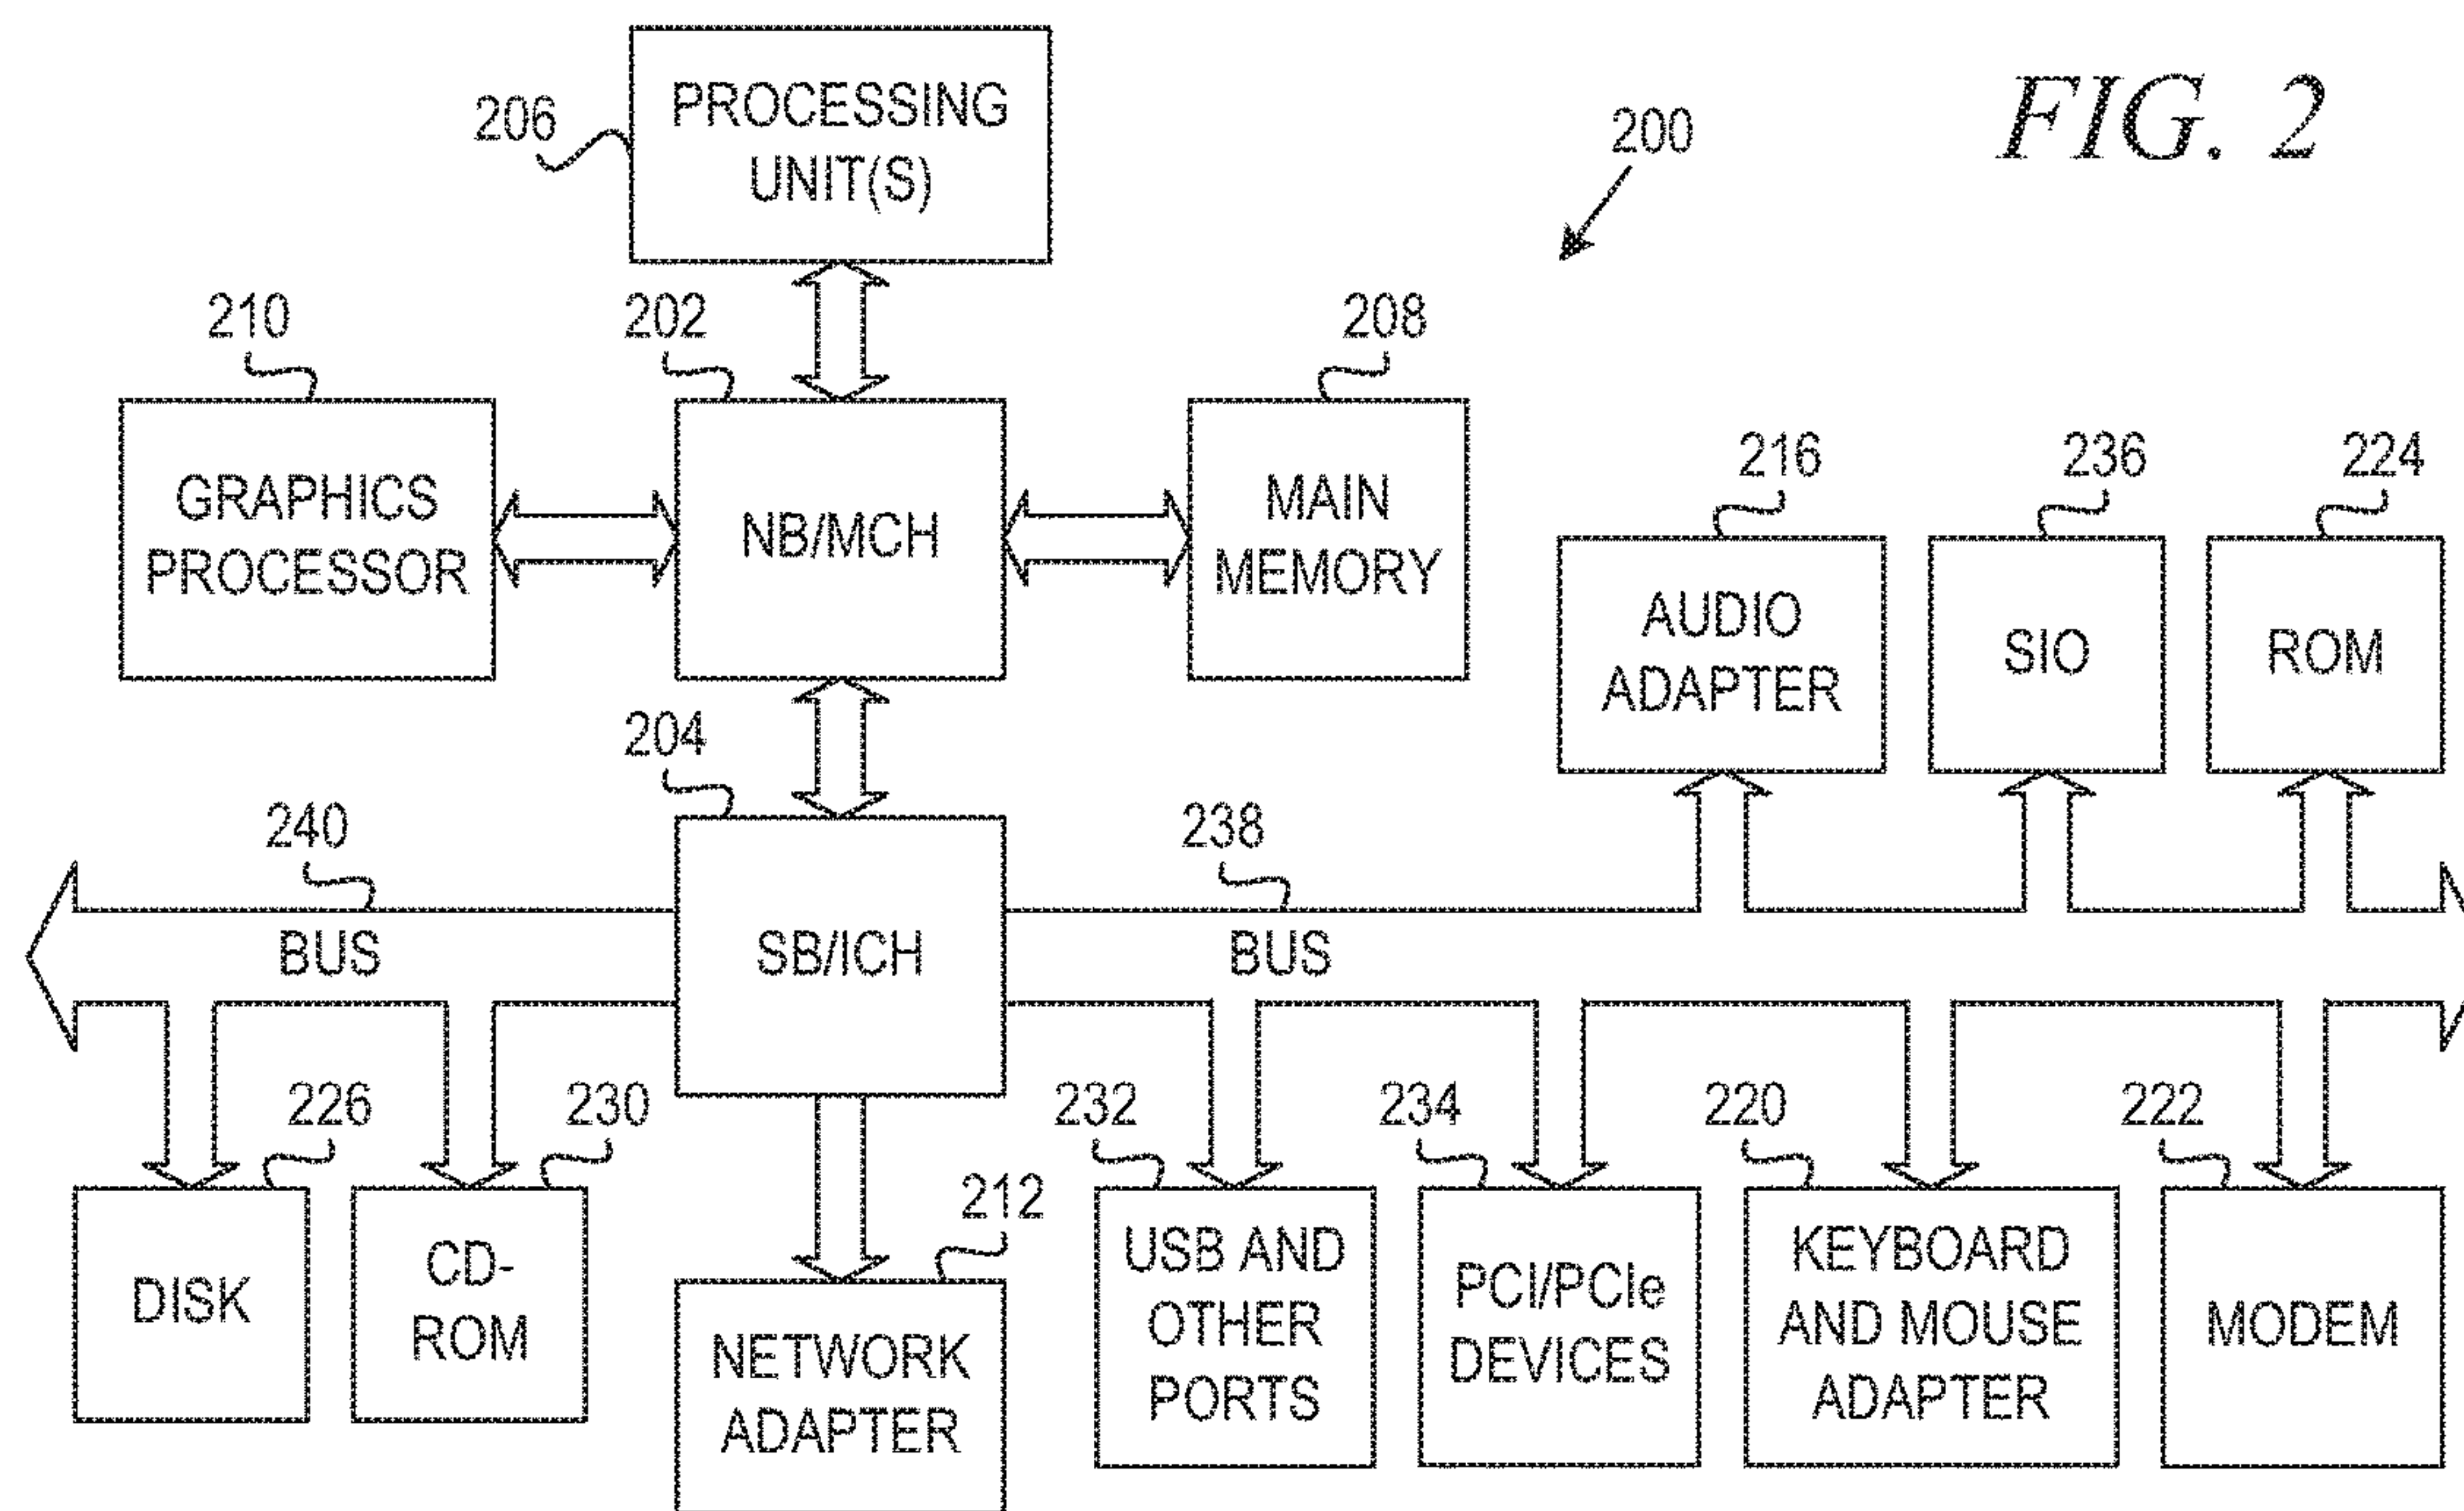 FIG. 2
200
206
PROCESSING
UNIT(S)
210
202
208
GRAPHICS
PROCESSOR
NB/MCH
MAIN
MEMORY
216
236
224
AUDIO
ADAPTER
SIO
ROM
204
240
238
BUS
SB/ICH
BUS
226
230
232
234
220
222
212
DISK
CD-
ROM
NETWORK
ADAPTER
USB AND
OTHER
PORTS
PCI/PCIe
DEVICES
KEYBOARD
AND MOUSE
ADAPTER
MODEM